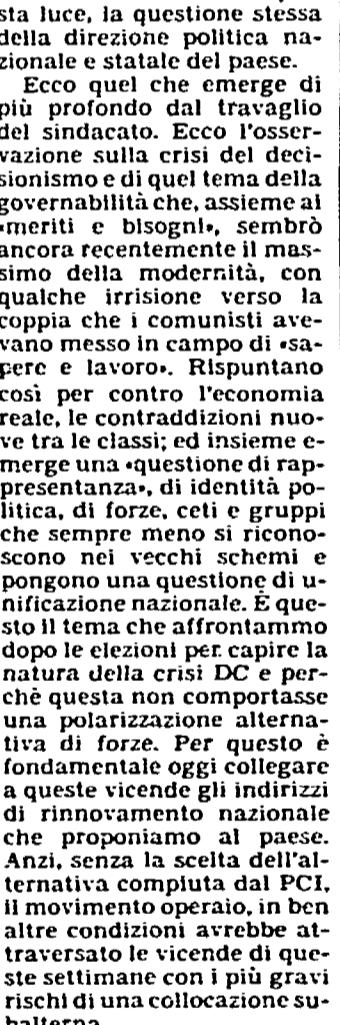 sta luce, la questione stessa
della direzione politica na-
zionale e statale del paese.
Ecco quel che emerge di
più profondo dal travaglio
del sindacato. Ecco l'osser-
vazione sulla crisi del deci-
sionismo e di quel tema della
governabilità che, assieme ai
«meriti e bisogni», sembrò
ancora recentemente il mas-
simo della modernità, con
qualche irrisione verso la
coppia che i comunisti ave-
vano messo in campo di «sa-
pere e lavoro». Rispuntano
così per contro l'economia
reale, le contraddizioni nuo-
ve tra le classi; ed insieme e-
merge una «questione di rap-
presentanza», di identità po-
litica, di forze, ceti e gruppi
che sempre meno si ricono-
scono nei vecchi schemi e
pongono una questione di u-
nificazione nazionale. È que-
sto il tema che affrontammo
dopo le elezioni per capire la
natura della crisi DC e per-
chè questa non comportasse
una polarizzazione alterna-
tiva di forze. Per questo è
fondamentale oggi collegare
a queste vicende gli indirizzi
di rinnovamento nazionale
che proponiamo al paese.
Anzi, senza la scelta dell'al-
ternativa compiuta dal PCI,
il movimento operaio, in ben
altre condizioni avrebbe at-
traversato le vicende di que-
ste settimane con i più gravi
rischi di una collocazione su-
balterna